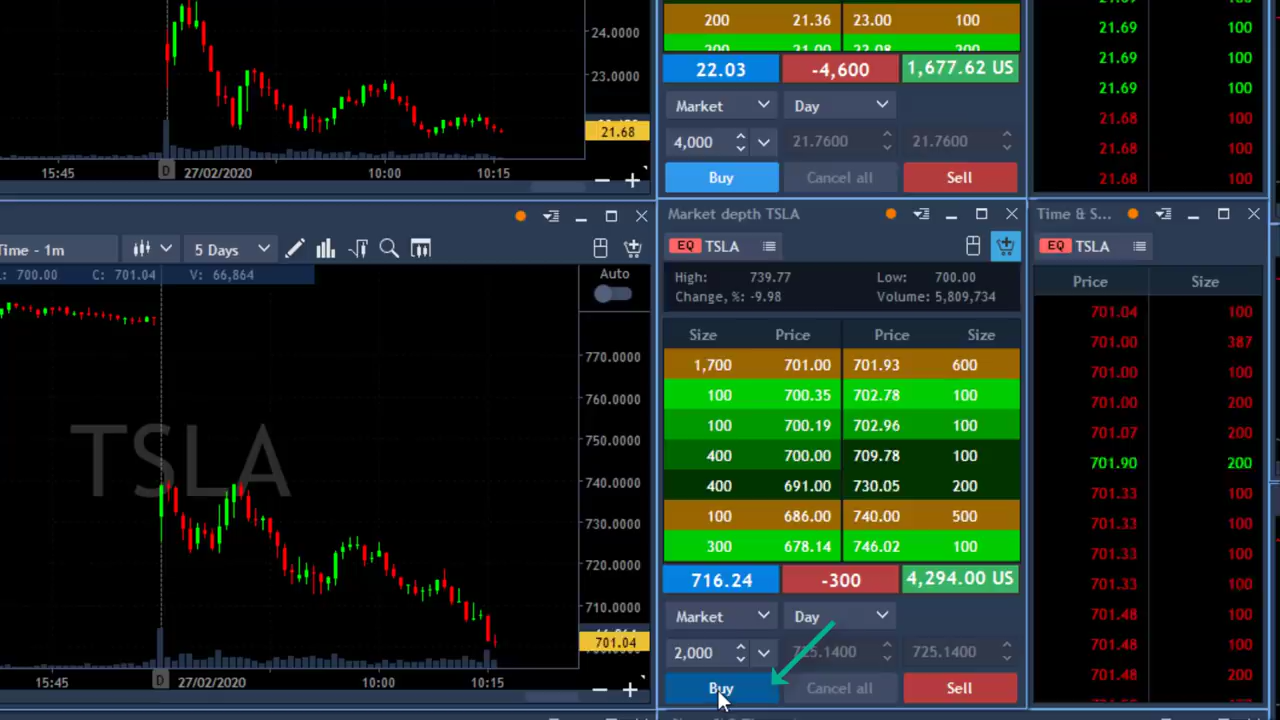 24.0000
23.0000
21.68
15:45 D 27/02/2020 10:00 10:15
200 21.36 23.00 100
22.03 -4,600 1,677.62 US
Market Day
4,000 21.7600 21.7600
Buy Cancel all Sell
21.69 100
21.69 100
21.69 100
21.68 100
21.68 100
21.68 100
Time - 1m 5 Days
L: 700.00 C: 701.04 V: 66,864
Auto
TSLA
770.0000
760.0000
750.0000
740.0000
730.0000
720.0000
710.0000
701.04
15:45 D 27/02/2020 10:00 10:15
Market depth TSLA
EQ TSLA
High: 739.77 Low: 700.00
Change, %: -9.98 Volume: 5,809,734
Size Price Price Size
1,700 701.00 701.93 600
100 700.35 702.78 100
100 700.19 702.96 100
400 700.00 709.78 100
400 691.00 730.05 200
100 686.00 740.00 500
300 678.14 746.02 100
716.24 -300 4,294.00 US
Market Day
2,000 725.1400 725.1400
Buy Cancel all Sell
Time & S...
EQ TSLA
Price Size
701.04 100
701.00 387
701.00 100
701.00 200
701.07 200
701.90 200
701.33 100
701.33 100
701.33 100
701.33 100
701.48 100
701.48 100
701.48 200